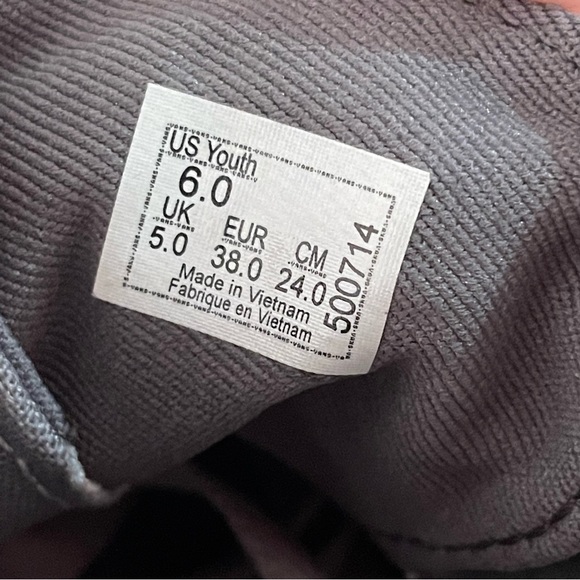 US Youth
6.0
UK EUR CM
5.0 38.0 24.0
Made in Vietnam
Fabrique en Vietnam
500714